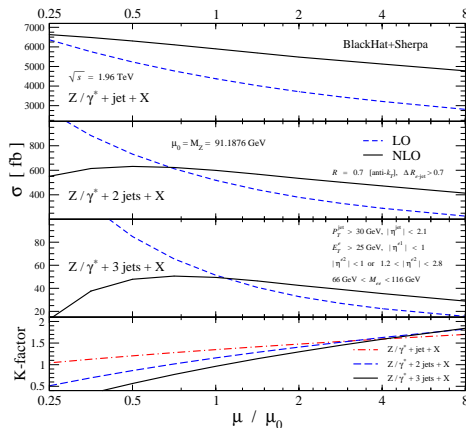 0.25 0.5 1 2 4 8
7000
6000
5000
4000
3000
BlackHat+Sherpa
√s = 1.96 TeV
Z/γ* + jet + X
σ [ fb ]
800
600
400
200
μ₀ = M_Z = 91.1876 GeV
LO
NLO
R = 0.7 [anti-k_T], ΔR_{e-jet} > 0.7
Z/γ* + 2 jets + X
80
60
40
20
Z/γ* + 3 jets + X
P_T^{jet} > 30 GeV, |η^{jet}| < 2.1
E_T^e > 25 GeV, |η^{e1}| < 1
|η^{e2}| < 1 or 1.2 < |η^{e2}| < 2.8
66 GeV < M_{ee} < 116 GeV
K-factor
2
1.5
1
0.5
Z/γ* + jet + X
Z/γ* + 2 jets + X
Z/γ* + 3 jets + X
0.25 0.5 1 2 4 8
μ / μ₀